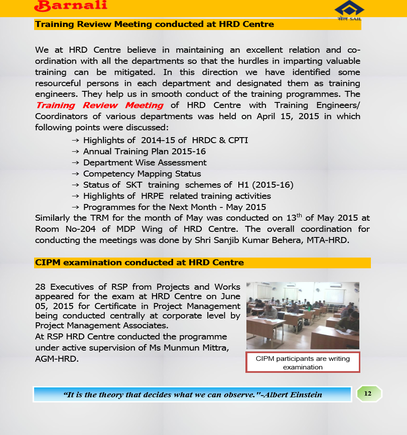 Barnali
सेल SAIL
Training Review Meeting conducted at HRD Centre
We at HRD Centre believe in maintaining an excellent relation and co-
ordination with all the departments so that the hurdles in imparting valuable
training can be mitigated. In this direction we have identified some
resourceful persons in each department and designated them as training
engineers. They help us in smooth conduct of the training programmes. The
Training Review Meeting of HRD Centre with Training Engineers/
Coordinators of various departments was held on April 15, 2015 in which
following points were discussed:
→ Highlights of 2014-15 of HRDC & CPTI
→ Annual Training Plan 2015-16
→ Department Wise Assessment
→ Competency Mapping Status
→ Status of SKT training schemes of H1 (2015-16)
→ Highlights of HRPE related training activities
→ Programmes for the Next Month - May 2015
Similarly the TRM for the month of May was conducted on 13th of May 2015 at
Room No-204 of MDP Wing of HRD Centre. The overall coordination for
conducting the meetings was done by Shri Sanjib Kumar Behera, MTA-HRD.
CIPM examination conducted at HRD Centre
28 Executives of RSP from Projects and Works
appeared for the exam at HRD Centre on June
05, 2015 for Certificate in Project Management
being conducted centrally at corporate level by
Project Management Associates.
At RSP HRD Centre conducted the programme
under active supervision of Ms Munmun Mittra,
AGM-HRD.
CIPM participants are writing
examination
"It is the theory that decides what we can observe."-Albert Einstein
12